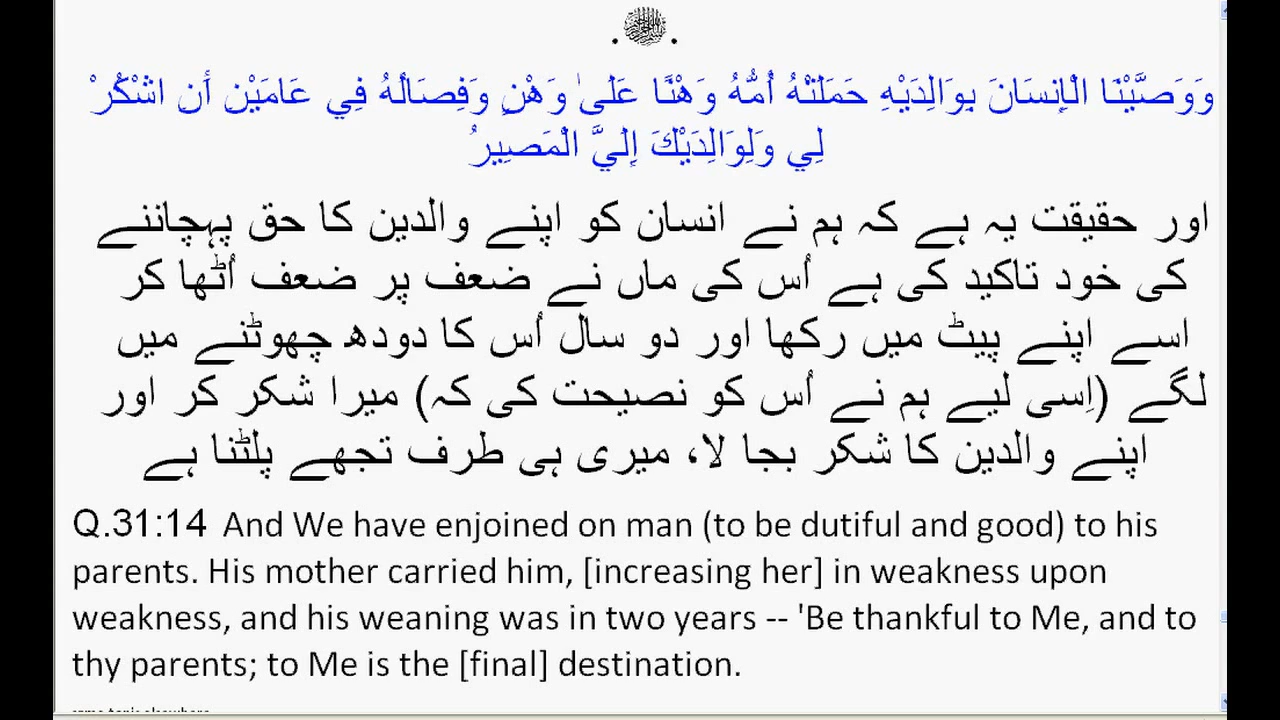 وَوَصَّيْنَا الْإِنسَانَ بِوَالِدَيْهِ حَمَلَتْهُ أُمُّهُ وَهْنًا عَلَىٰ وَهْنٍ وَفِصَالُهُ فِي عَامَيْنِ أَنِ اشْكُرْ
لِي وَلِوَالِدَيْكَ إِلَيَّ الْمَصِيرُ
اور حقیقت یہ ہے کہ ہم نے انسان کو اپنے والدین کا حق پہچاننے
کی خود تاکید کی ہے اُس کی ماں نے ضعف پر ضعف اُٹھا کر
اسے اپنے پیٹ میں رکھا اور دو سال اُس کا دودھ چھوٹنے میں
لگے (اِسی لیے ہم نے اُس کو نصیحت کی کہ) میرا شکر کر اور
اپنے والدین کا شکر بجا لا، میری ہی طرف تجھے پلٹنا ہے
Q.31:14 And We have enjoined on man (to be dutiful and good) to his
parents. His mother carried him, [increasing her] in weakness upon
weakness, and his weaning was in two years -- 'Be thankful to Me, and to
thy parents; to Me is the [final] destination.